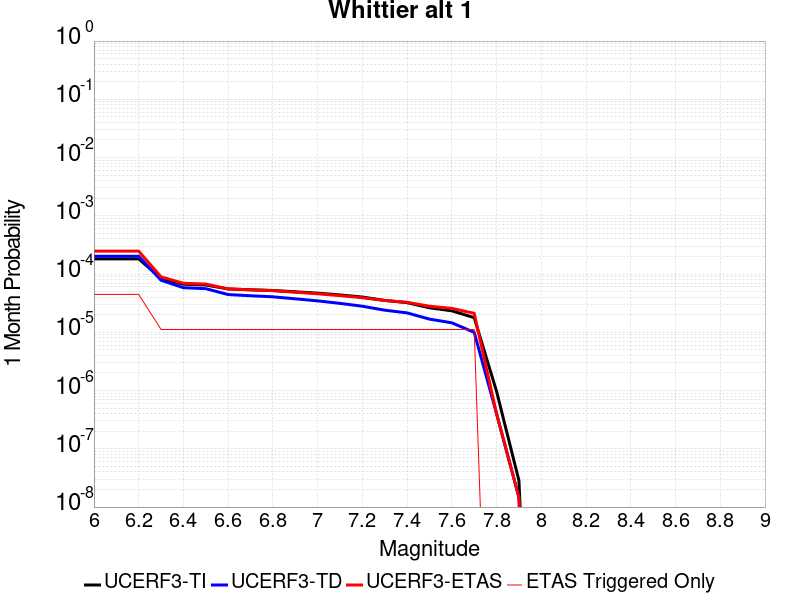 Whittier alt 1
10 0
10 -1
10 -2
10 -3
10 -4
10 -5
10 -6
10 -7
10 -8
1 Month Probability
6 6.2 6.4 6.6 6.8 7 7.2 7.4 7.6 7.8 8 8.2 8.4 8.6 8.8 9
Magnitude
UCERF3-TI UCERF3-TD UCERF3-ETAS ETAS Triggered Only